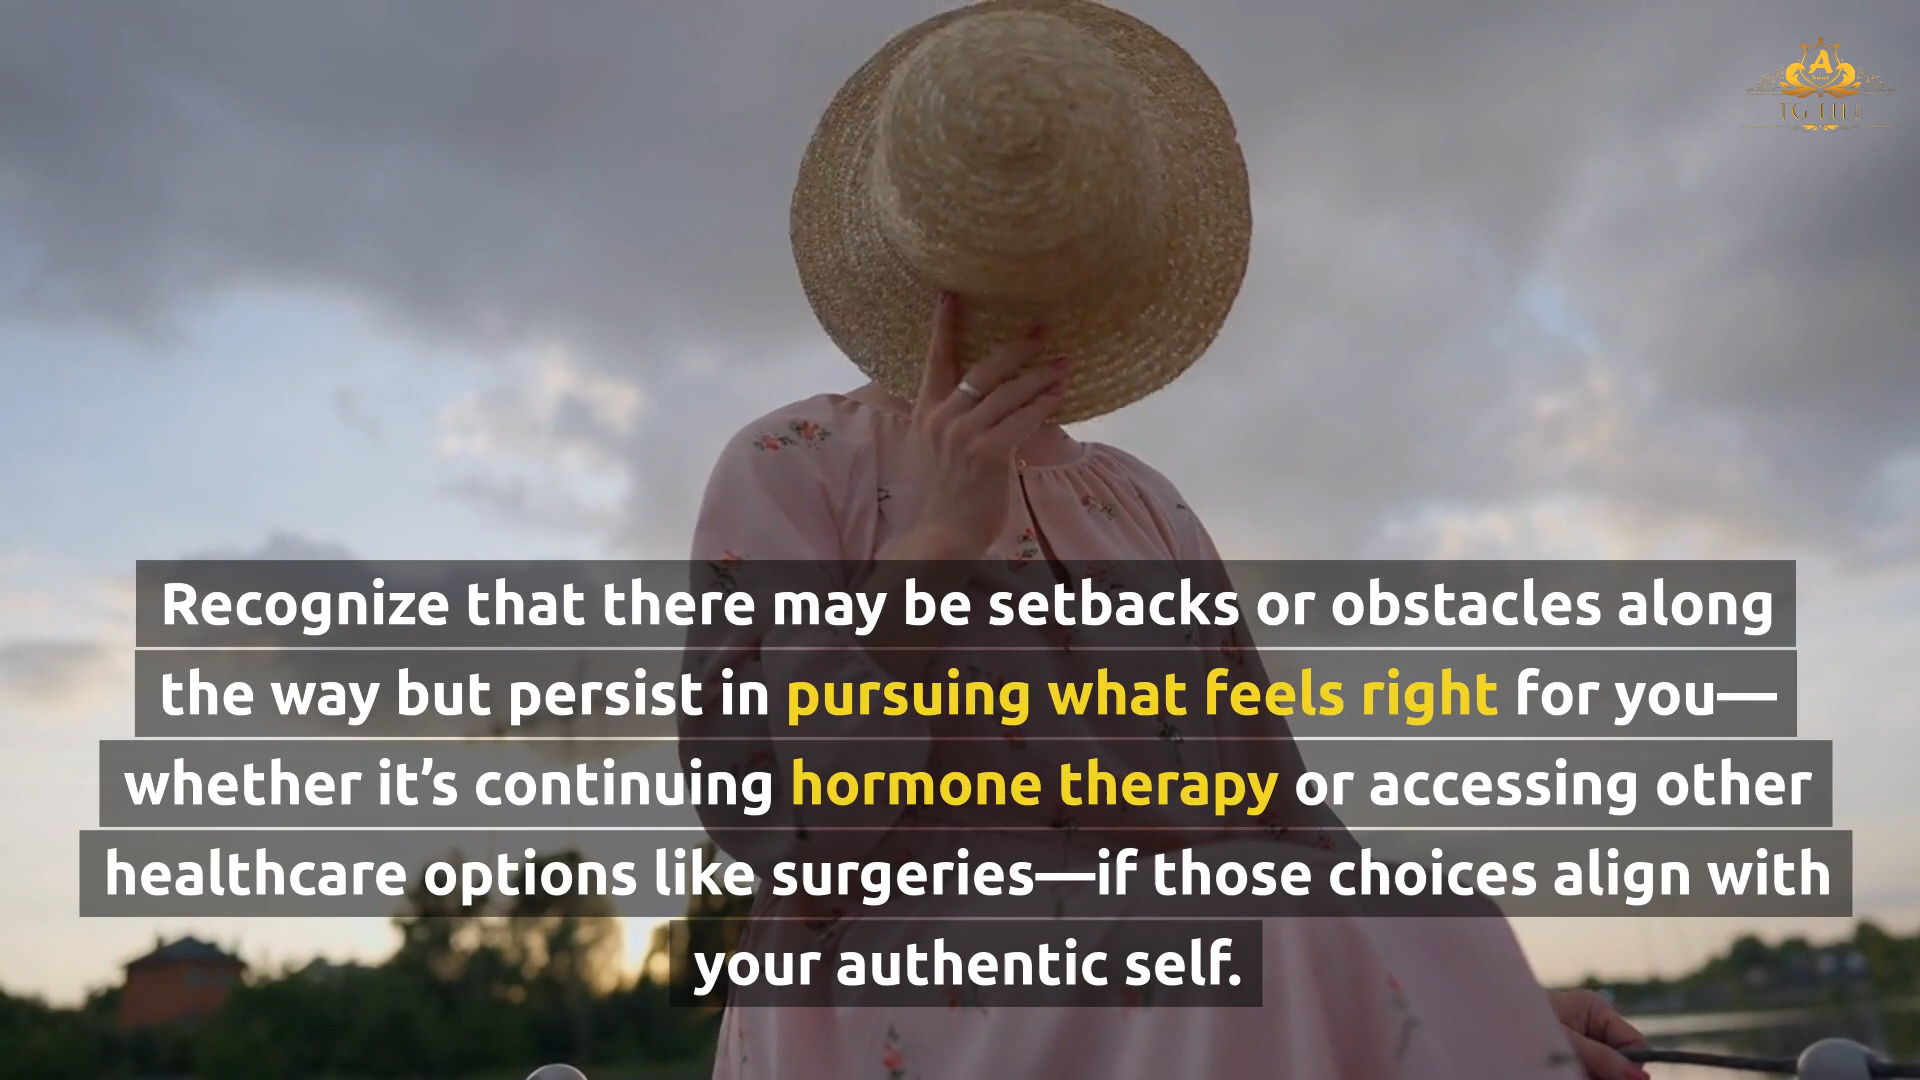 A
TG LIFE
Recognize that there may be setbacks or obstacles along
the way but persist in pursuing what feels right for you—
whether it’s continuing hormone therapy or accessing other
healthcare options like surgeries—if those choices align with
your authentic self.